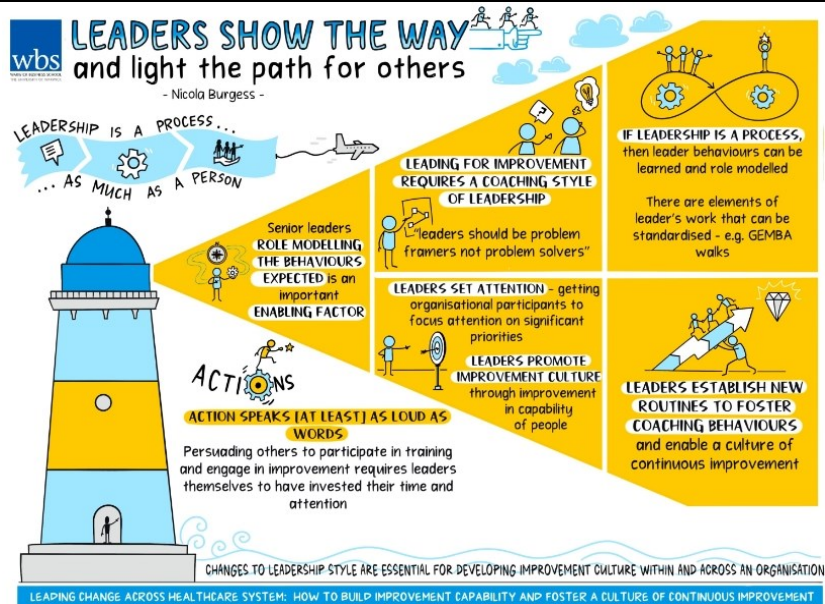 wbs
LEADERS SHOW THE WAY
and light the path for others
- Nicola Burgess -
LEADERSHIP IS A PROCESS...
... AS MUCH AS A PERSON
Senior leaders
ROLE MODELLING
THE BEHAVIOURS
EXPECTED is an
important
ENABLING FACTOR
ACTIONS
ACTION SPEAKS [AT LEAST] AS LOUD AS
WORDS
Persuading others to participate in training
and engage in improvement requires leaders
themselves to have invested their time and
attention
?
LEADING FOR IMPROVEMENT
REQUIRES A COACHING STYLE
OF LEADERSHIP
"leaders should be problem
framers not problem solvers"
LEADERS SET ATTENTION - getting
organisational participants to
focus attention on significant
priorities
LEADERS PROMOTE
IMPROVEMENT CULTURE
through improvement
in capability
of people
IF LEADERSHIP IS A PROCESS,
then leader behaviours can be
learned and role modelled
There are elements of
leader's work that can be
standardised - e.g. GEMBA
walks
LEADERS ESTABLISH NEW
ROUTINES TO FOSTER
COACHING BEHAVIOURS
and enable a culture of
continuous improvement
CHANGES TO LEADERSHIP STYLE ARE ESSENTIAL FOR DEVELOPING IMPROVEMENT CULTURE WITHIN AND ACROSS AN ORGANISATION
LEADING CHANGE ACROSS HEALTHCARE SYSTEM: HOW TO BUILD IMPROVEMENT CAPABILITY AND FOSTER A CULTURE OF CONTINUOUS IMPROVEMENT